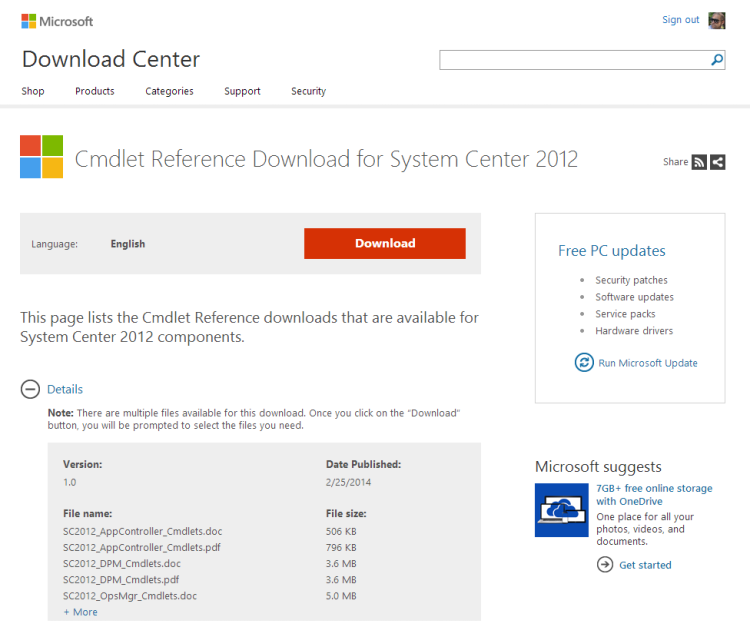 Microsoft
Sign out
Download Center
Shop Products Categories Support Security
Cmdlet Reference Download for System Center 2012
Share
Language: English
Download
This page lists the Cmdlet Reference downloads that are available for
System Center 2012 components.
Details
Note: There are multiple files available for this download. Once you click on the "Download"
button, you will be prompted to select the files you need.
Version: Date Published:
1.0 2/25/2014
File name: File size:
SC2012_AppController_Cmdlets.doc 506 KB
SC2012_AppController_Cmdlets.pdf 796 KB
SC2012_DPM_Cmdlets.doc 3.6 MB
SC2012_DPM_Cmdlets.pdf 3.6 MB
SC2012_OpsMgr_Cmdlets.doc 5.0 MB
+ More
Free PC updates
Security patches
Software updates
Service packs
Hardware drivers
Run Microsoft Update
Microsoft suggests
7GB+ free online storage
with OneDrive
One place for all your
photos, videos, and
documents.
Get started